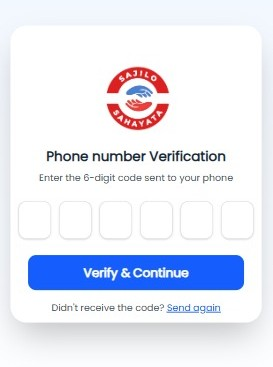 SAJILO
SAHAYATA
Phone number Verification
Enter the 6-digit code sent to your phone
Verify & Continue
Didn't receive the code? Send again